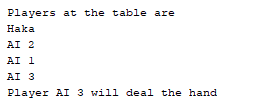 Players at the table are
Haka
AI 2
AI 1
AI 3
Player AI 3 will deal the hand